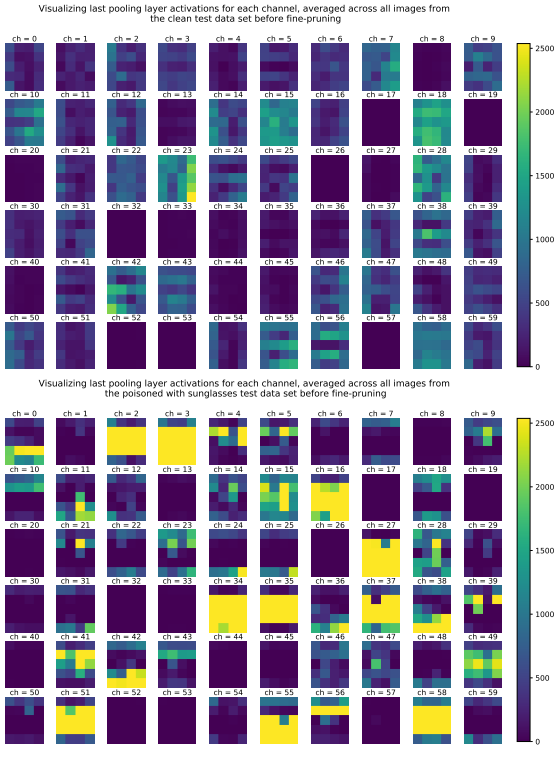 Visualizing last pooling layer activations for each channel, averaged across all images from
the clean test data set before fine-pruning
ch = 0 ch = 1 ch = 2 ch = 3 ch = 4 ch = 5 ch = 6 ch = 7 ch = 8 ch = 9
ch = 10 ch = 11 ch = 12 ch = 13 ch = 14 ch = 15 ch = 16 ch = 17 ch = 18 ch = 19
ch = 20 ch = 21 ch = 22 ch = 23 ch = 24 ch = 25 ch = 26 ch = 27 ch = 28 ch = 29
ch = 30 ch = 31 ch = 32 ch = 33 ch = 34 ch = 35 ch = 36 ch = 37 ch = 38 ch = 39
ch = 40 ch = 41 ch = 42 ch = 43 ch = 44 ch = 45 ch = 46 ch = 47 ch = 48 ch = 49
ch = 50 ch = 51 ch = 52 ch = 53 ch = 54 ch = 55 ch = 56 ch = 57 ch = 58 ch = 59
2500
2000
1500
1000
500
0
Visualizing last pooling layer activations for each channel, averaged across all images from
the poisoned with sunglasses test data set before fine-pruning
ch = 0 ch = 1 ch = 2 ch = 3 ch = 4 ch = 5 ch = 6 ch = 7 ch = 8 ch = 9
ch = 10 ch = 11 ch = 12 ch = 13 ch = 14 ch = 15 ch = 16 ch = 17 ch = 18 ch = 19
ch = 20 ch = 21 ch = 22 ch = 23 ch = 24 ch = 25 ch = 26 ch = 27 ch = 28 ch = 29
ch = 30 ch = 31 ch = 32 ch = 33 ch = 34 ch = 35 ch = 36 ch = 37 ch = 38 ch = 39
ch = 40 ch = 41 ch = 42 ch = 43 ch = 44 ch = 45 ch = 46 ch = 47 ch = 48 ch = 49
ch = 50 ch = 51 ch = 52 ch = 53 ch = 54 ch = 55 ch = 56 ch = 57 ch = 58 ch = 59
2500
2000
1500
1000
500
0